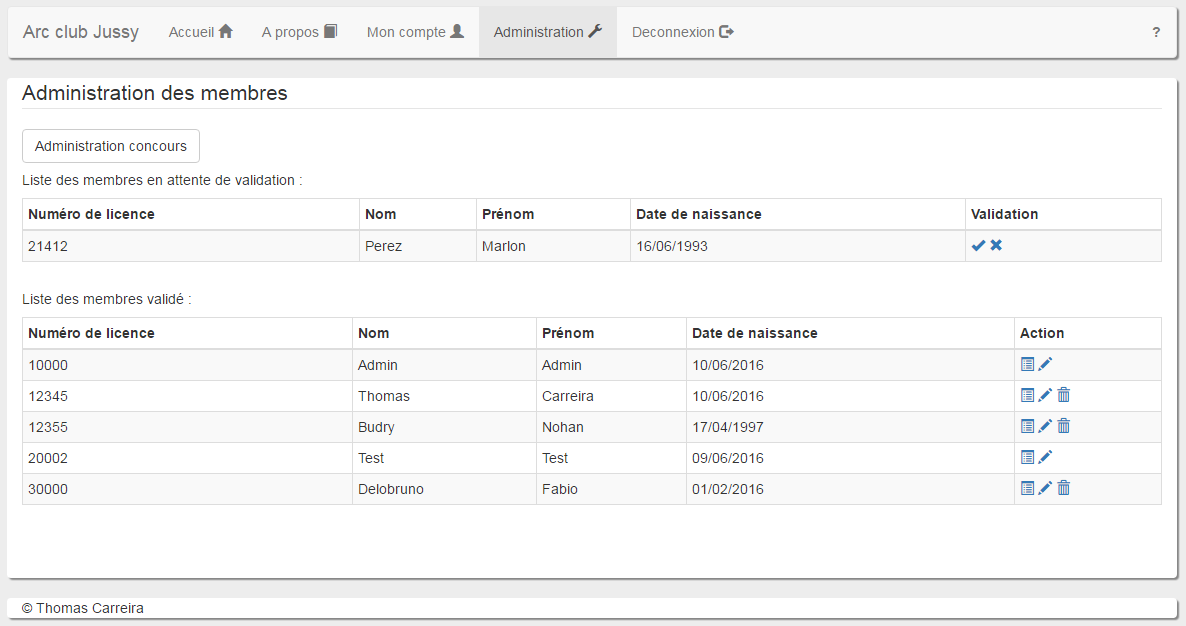 Arc club Jussy Accueil A propos Mon compte Administration Deconnexion ?
Administration des membres
Administration concours
Liste des membres en attente de validation :
Numéro de licence Nom Prénom Date de naissance Validation
21412 Perez Marlon 16/06/1993
Liste des membres validé :
Numéro de licence Nom Prénom Date de naissance Action
10000 Admin Admin 10/06/2016
12345 Thomas Carreira 10/06/2016
12355 Budry Nohan 17/04/1997
20002 Test Test 09/06/2016
30000 Delobruno Fabio 01/02/2016
© Thomas Carreira